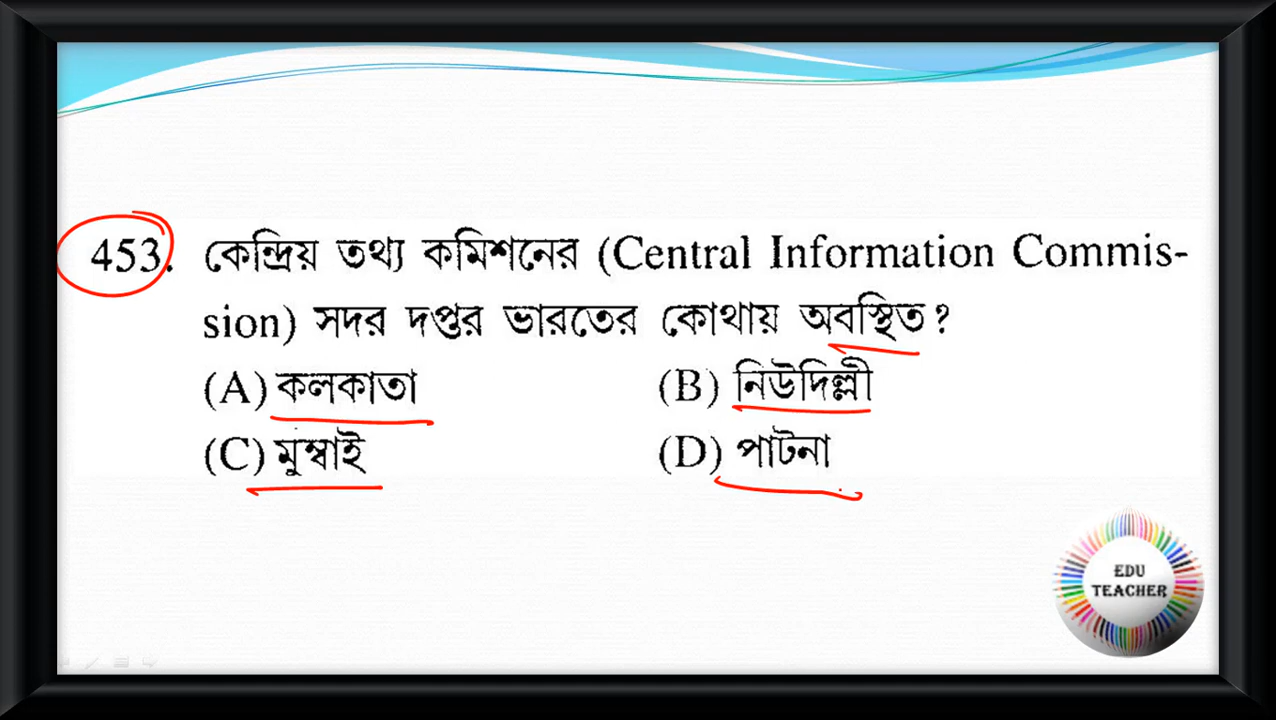 453. কেন্দ্রিয় তথ্য কমিশনের (Central Information Commis-
sion) সদর দপ্তর ভারতের কোথায় অবস্থিত?
(A) কলকাতা (B) নিউদিল্লী
(C) মুম্বাই (D) পাটনা
EDU
TEACHER